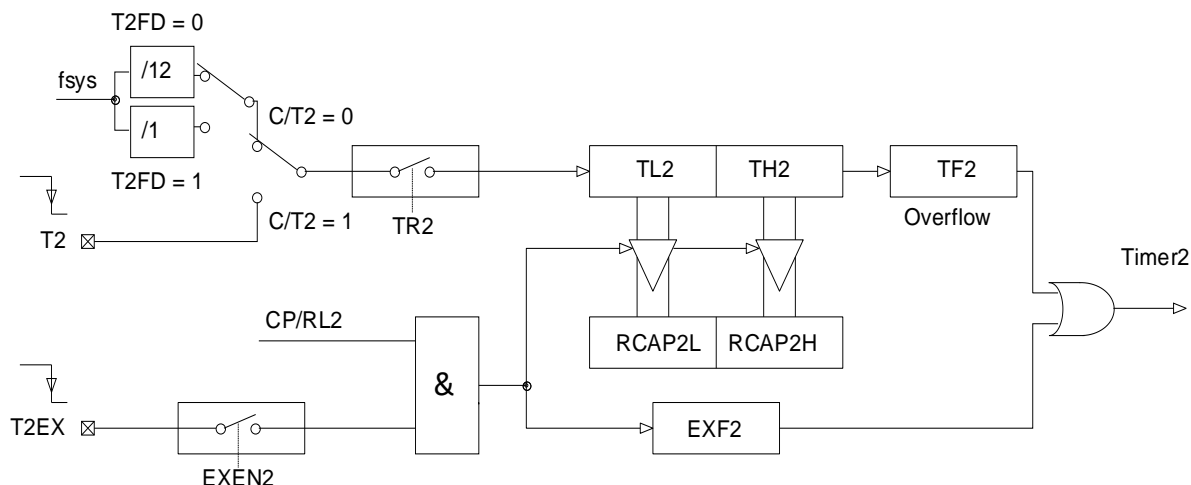 T2FD = 0
/12
fsys
C/T2 = 0
/1
T2FD = 1
TL2
TH2
TF2
C/T2 = 1
TR2
Overflow
T2
Timer2
CP/RL2
RCAP2L
RCAP2H
&
T2EX
EXF2
EXEN2